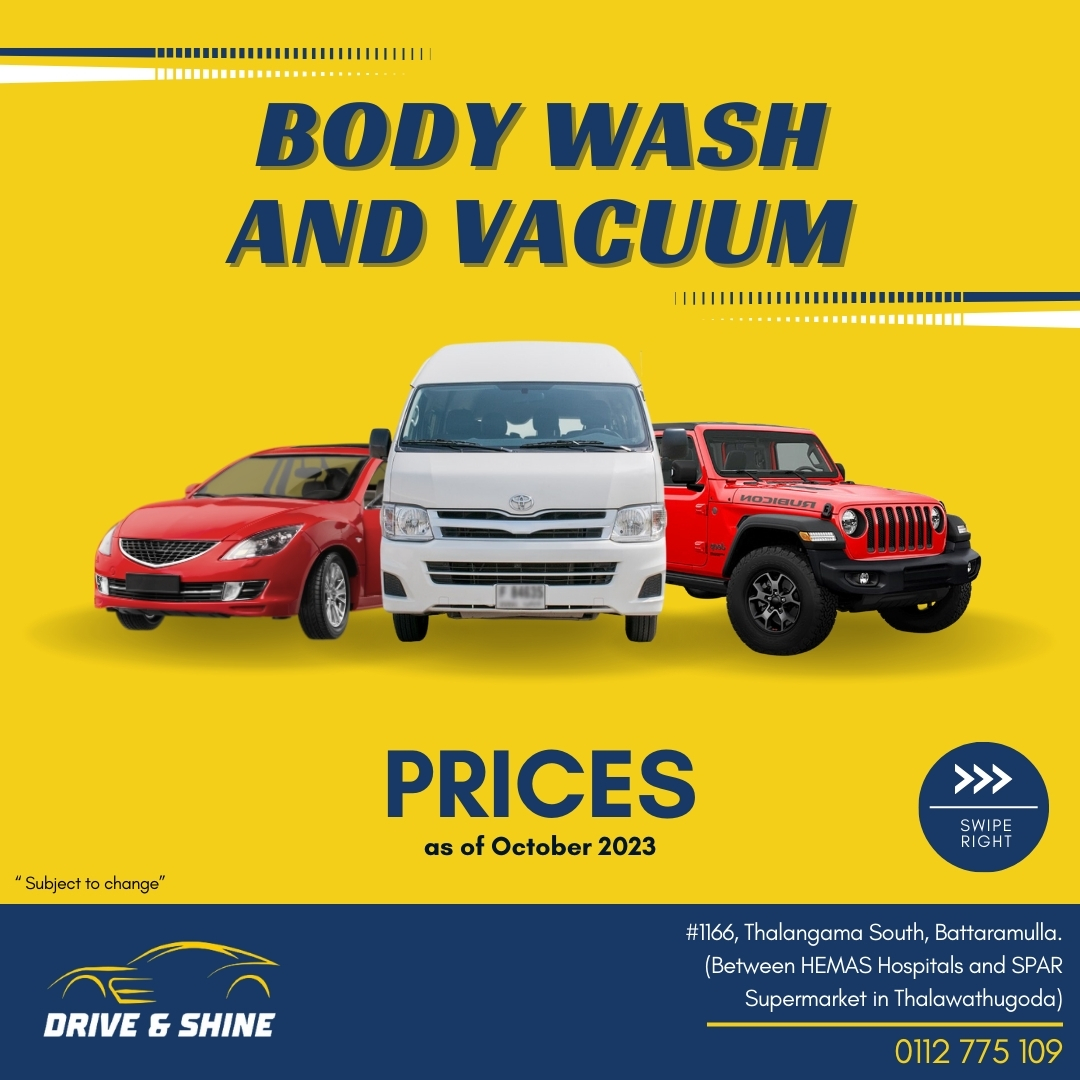 BODY WASH
AND VACUUM
RUBICON
PRICES
as of October 2023
SWIPE
RIGHT
“ Subject to change”
#1166, Thalangama South, Battaramulla.
(Between HEMAS Hospitals and SPAR
Supermarket in Thalawathugoda)
0112 775 109
DRIVE & SHINE